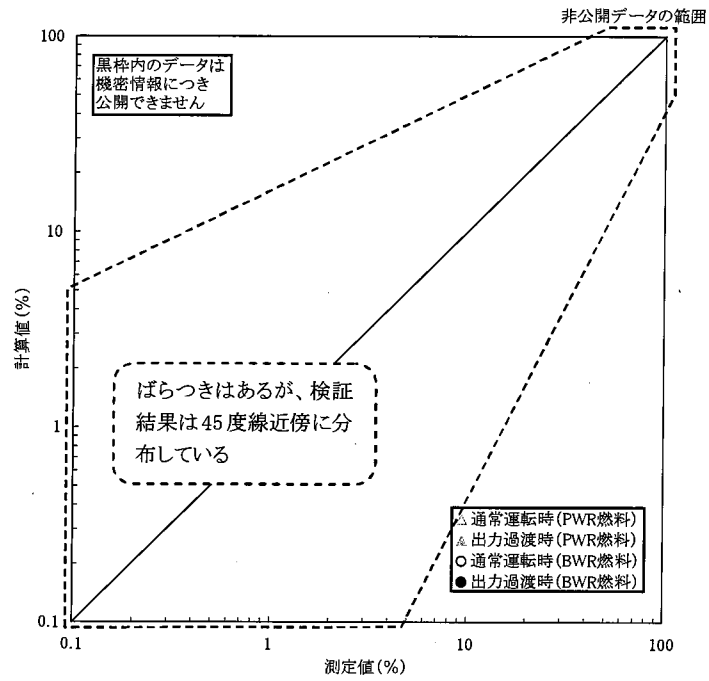 非公開データの範囲
100
黒枠内のデータは
機密情報につき
公開できません
10
計算値(%)
ばらつきはあるが、検証
結果は45度線近傍に分
布している
1
△通常運転時(PWR燃料)
▲出力過渡時(PWR燃料)
○通常運転時(BWR燃料)
●出力過渡時(BWR燃料)
0.1
0.1
1
10
100
測定値(%)